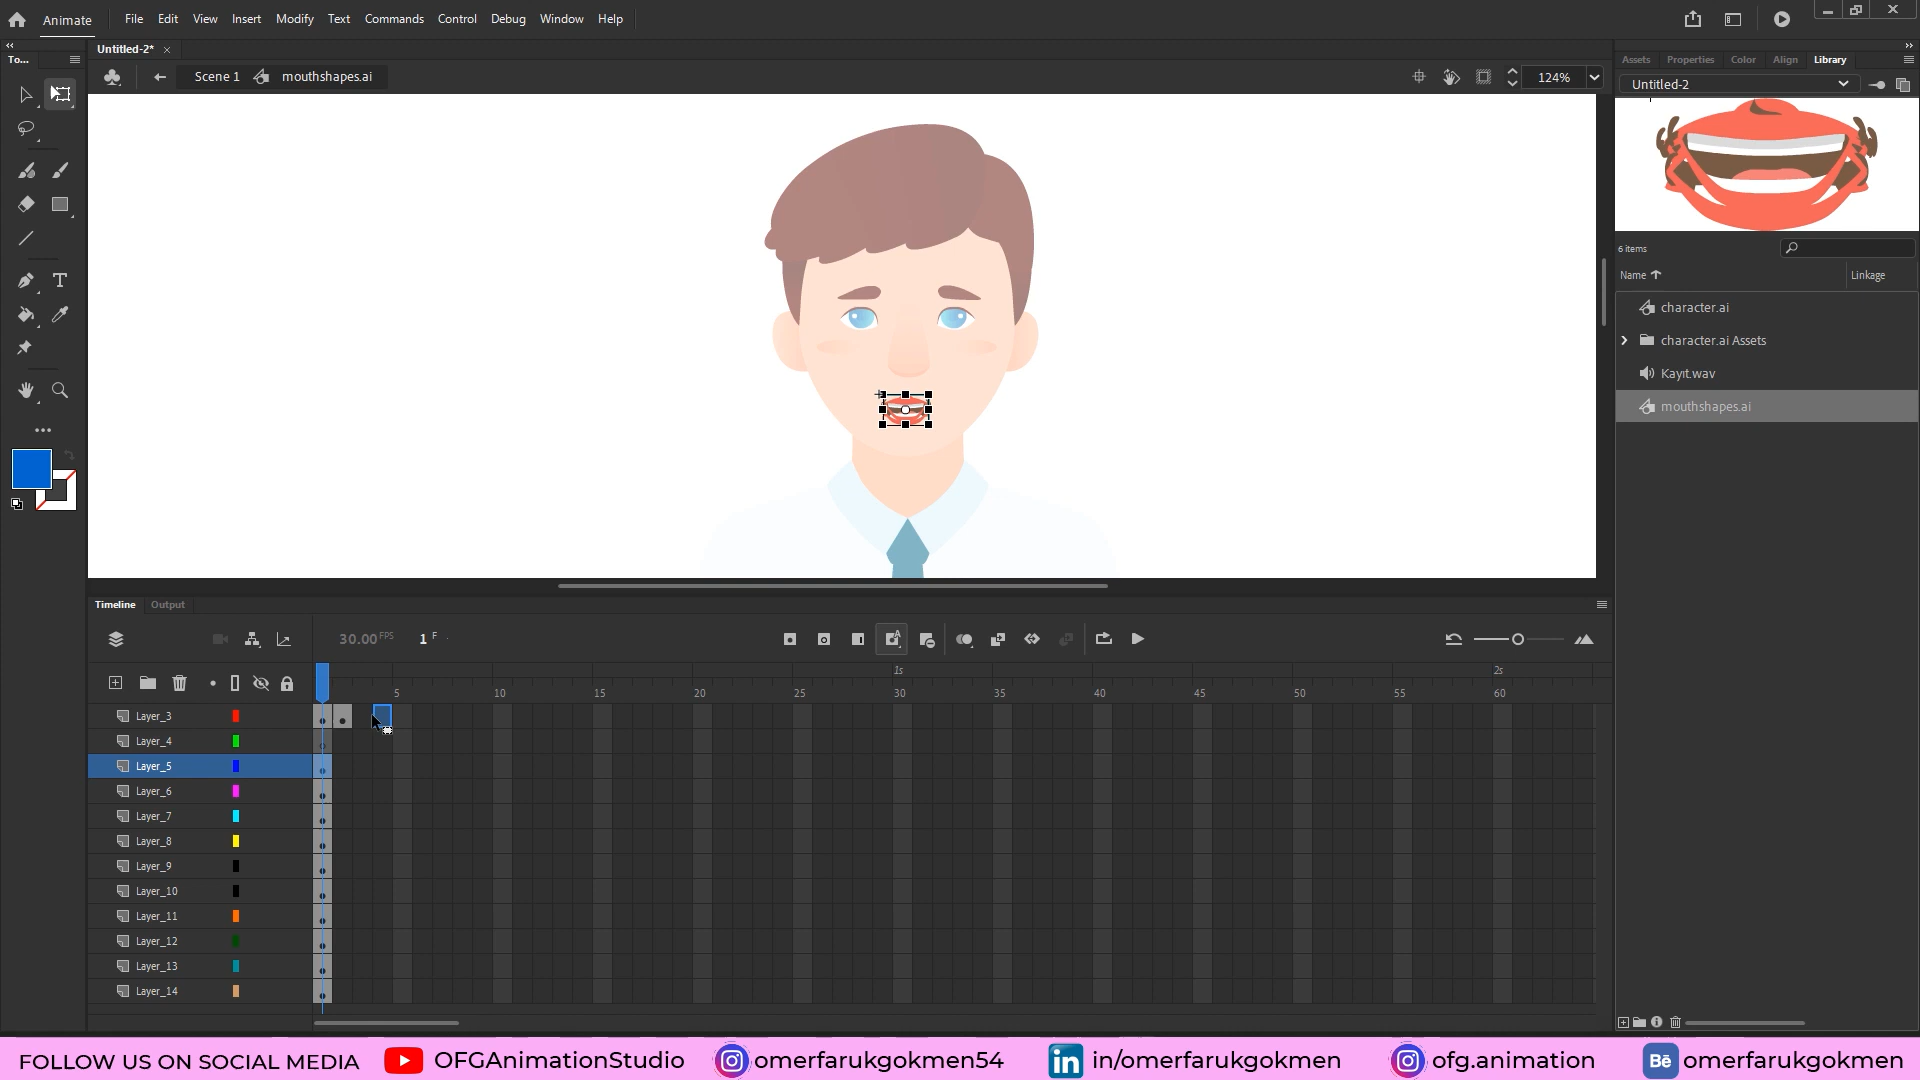 Animate File Edit View Insert Modify Text Commands Control Debug Window Help
To... Untitled-2* × Assets Properties Color Align Library
Scene 1 mouthshapes.ai 124% Untitled-2
6 items
Name Linkage
character.ai
character.ai Assets
Kayıt.wav
mouthshapes.ai
Timeline Output
30.00 FPS 1 F
1s 2s
5 10 15 20 25 30 35 40 45 50 55 60
Layer_3
Layer_4
Layer_5
Layer_6
Layer_7
Layer_8
Layer_9
Layer_10
Layer_11
Layer_12
Layer_13
Layer_14
FOLLOW US ON SOCIAL MEDIA OFGAnimationStudio omerfarukgokmen54 in/omerfarukgokmen ofg.animation Bē omerfarukgokmen